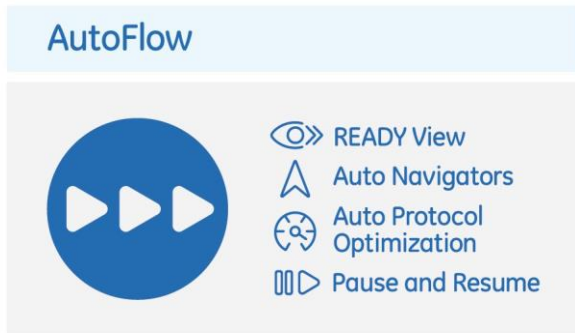 AutoFlow
READY View
Auto Navigators
Auto Protocol
Optimization
Pause and Resume